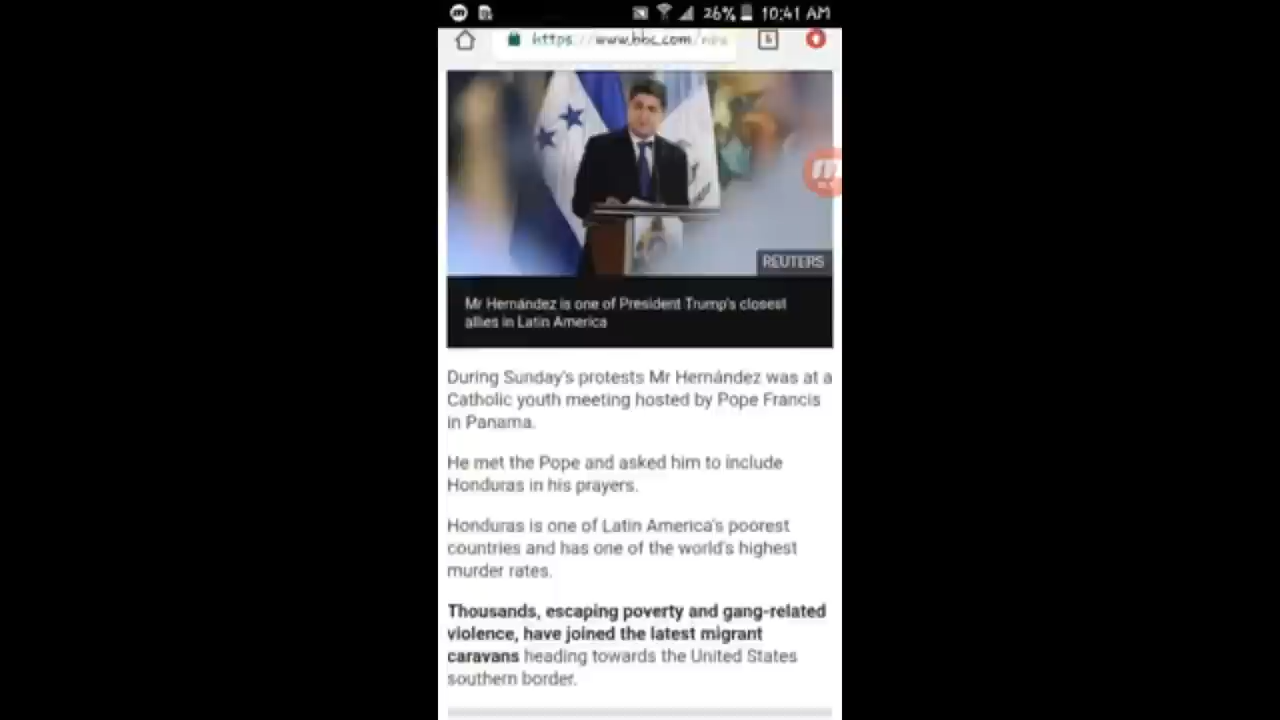 26% 10:41 AM
https://www.bbc.com/
REUTERS
Mr Hernández is one of President Trump's closest
allies in Latin America
During Sunday's protests Mr Hernández was at a
Catholic youth meeting hosted by Pope Francis
in Panama.
He met the Pope and asked him to include
Honduras in his prayers.
Honduras is one of Latin America's poorest
countries and has one of the world's highest
murder rates.
Thousands, escaping poverty and gang-related
violence, have joined the latest migrant
caravans heading towards the United States
southern border.